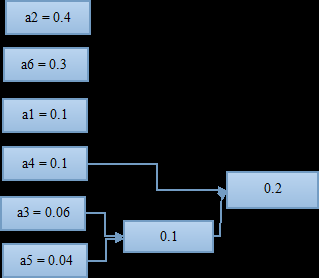 a2 = 0.4
a6 = 0.3
a1 = 0.1
a4 = 0.1
0.2
a3 = 0.06
0.1
a5 = 0.04